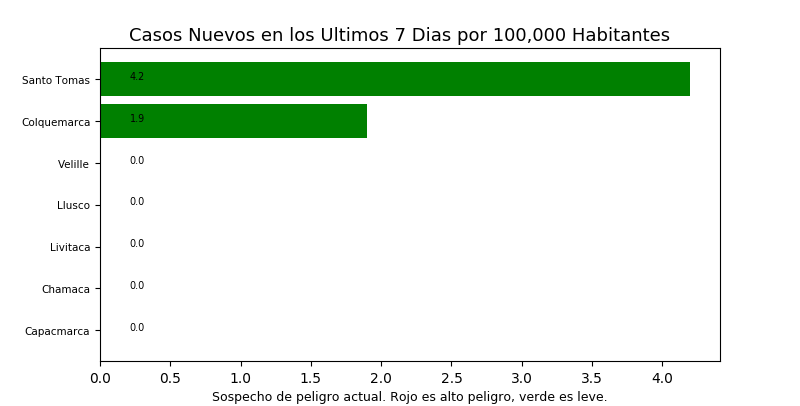 Casos Nuevos en los Ultimos 7 Dias por 100,000 Habitantes
Santo Tomas 4.2
Colquemarca 1.9
Velille 0.0
Llusco 0.0
Livitaca 0.0
Chamaca 0.0
Capacmarca 0.0
0.0 0.5 1.0 1.5 2.0 2.5 3.0 3.5 4.0
Sospecho de peligro actual. Rojo es alto peligro, verde es leve.